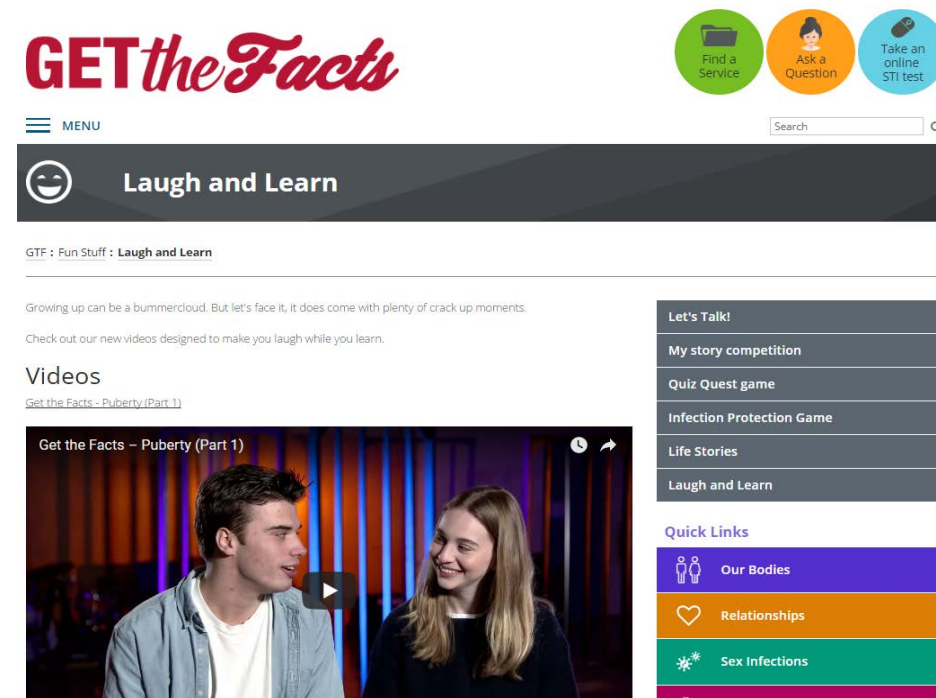 GET the Facts
Find a
Service
Ask a
Question
Take an
online
STI test
MENU
Search
Laugh and Learn
GTF : Fun Stuff : Laugh and Learn
Growing up can be a bummercloud. But let's face it, it does come with plenty of crack up moments.
Check out our new videos designed to make you laugh while you learn.
Videos
Get the Facts - Puberty (Part 1)
Get the Facts – Puberty (Part 1)
Let's Talk!
My story competition
Quiz Quest game
Infection Protection Game
Life Stories
Laugh and Learn
Quick Links
Our Bodies
Relationships
Sex Infections